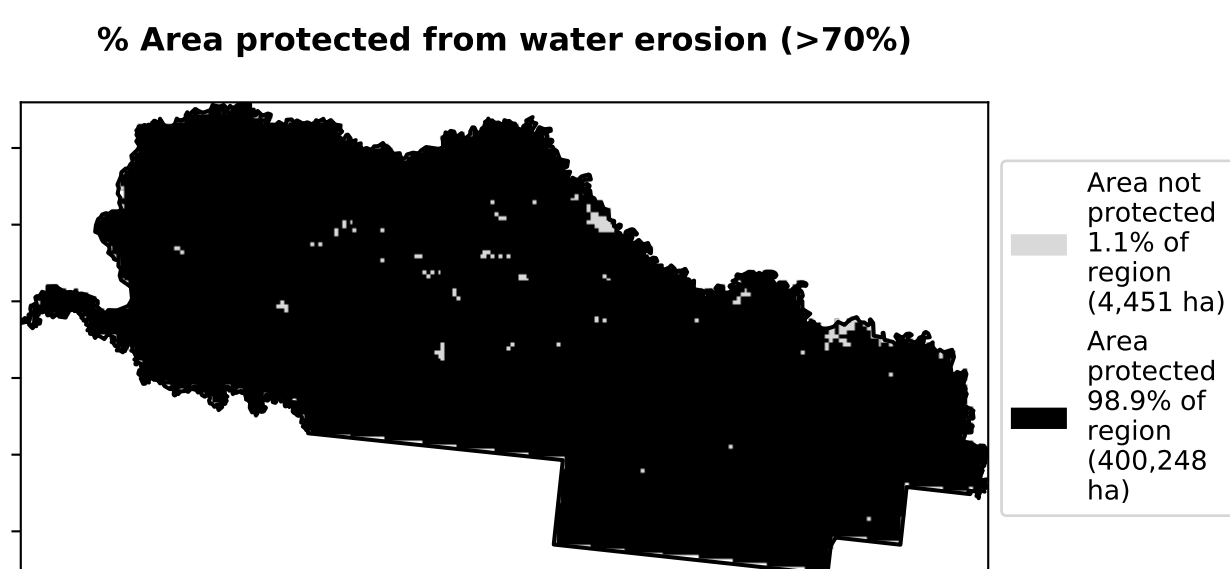 % Area protected from water erosion (>70%)
Area not
protected
1.1% of
region
(4,451 ha)
Area
protected
98.9% of
region
(400,248
ha)